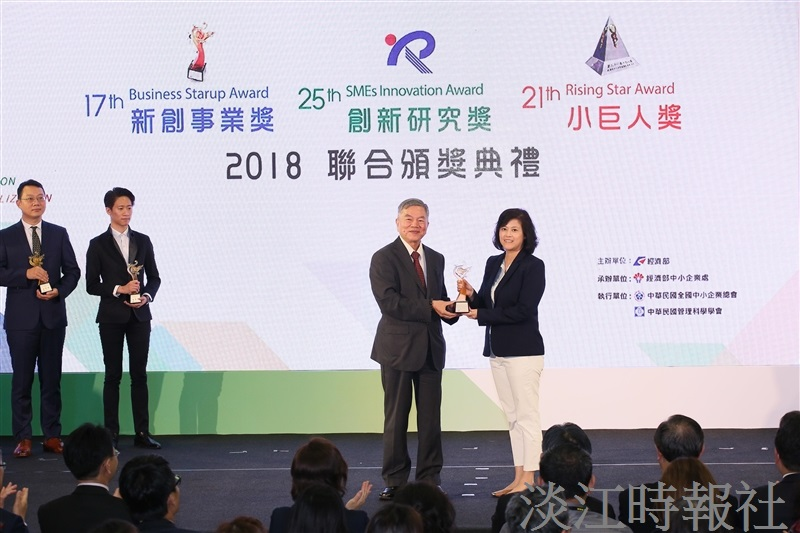 17th Business Starup Award
新創事業獎
25th SMEs Innovation Award
創新研究獎
21th Rising Star Award
小巨人獎
2018 聯合頒獎典禮
ON
LIZ ION
主辦單位： 經濟部
承辦單位： 經濟部中小企業處
執行單位： 中華民國全國中小企業總會
中華民國管理科學學會
淡江時報社